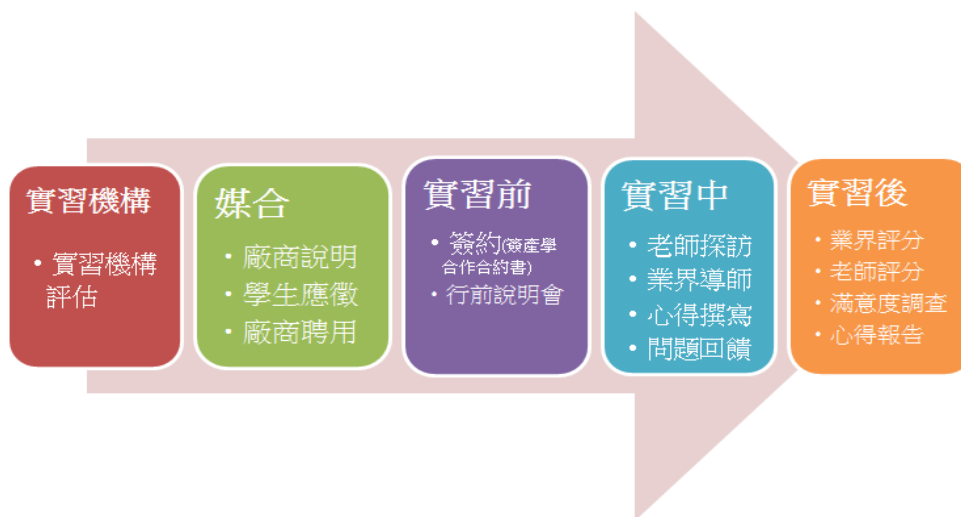 實習機構
• 實習機構
評估
媒合
• 廠商說明
• 學生應徵
• 廠商聘用
實習前
• 簽約(簽產學
合作合約書)
• 行前說明會
實習中
• 老師探訪
• 業界導師
• 心得撰寫
• 問題回饋
實習後
• 業界評分
• 老師評分
• 滿意度調查
• 心得報告